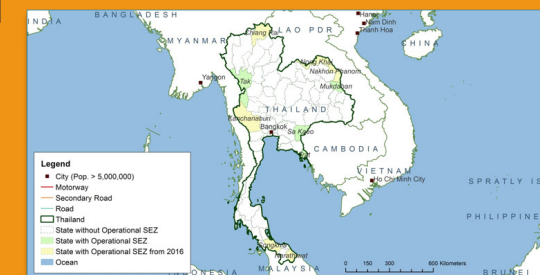 BANGLADESH
INDIA
Hanoi
Nam Dinh
Thanh Hoa
LAO PDR
Chiang Rai
MYANMAR
CHINA
Nong Khai
Nakhon Phanom
Yangon
Tak
Mukdahan
THAILAND
Kanchanaburi
Bangkok
Sa Kaeo
CAMBODIA
VIETNAM
Ho Chi Minh City
SPRATLY IS
PHILIPPINE
Songkhla
Narathiwat
MALAYSIA
INDONESIA
BRUNEI
Legend
City (Pop. > 5,000,000)
Motorway
Secondary Road
Road
Thailand
State without Operational SEZ
State with Operational SEZ
State with Operational SEZ from 2016
Ocean
0 150 300 600 Kilometers